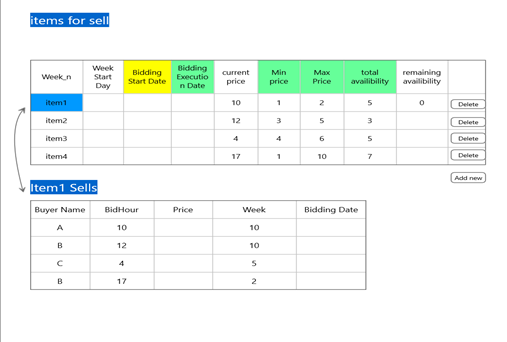 items for sell
Week_n Week Start Day Bidding Start Date Bidding Executio n Date current price Min price Max Price total availibility remaining availibility
item1 10 1 2 5 0 Delete
item2 12 3 5 3 Delete
item3 4 4 6 5 Delete
item4 17 1 10 7 Delete
Add new
Item1 Sells
Buyer Name BidHour Price Week Bidding Date
A 10 10
B 12 10
C 4 5
B 17 2